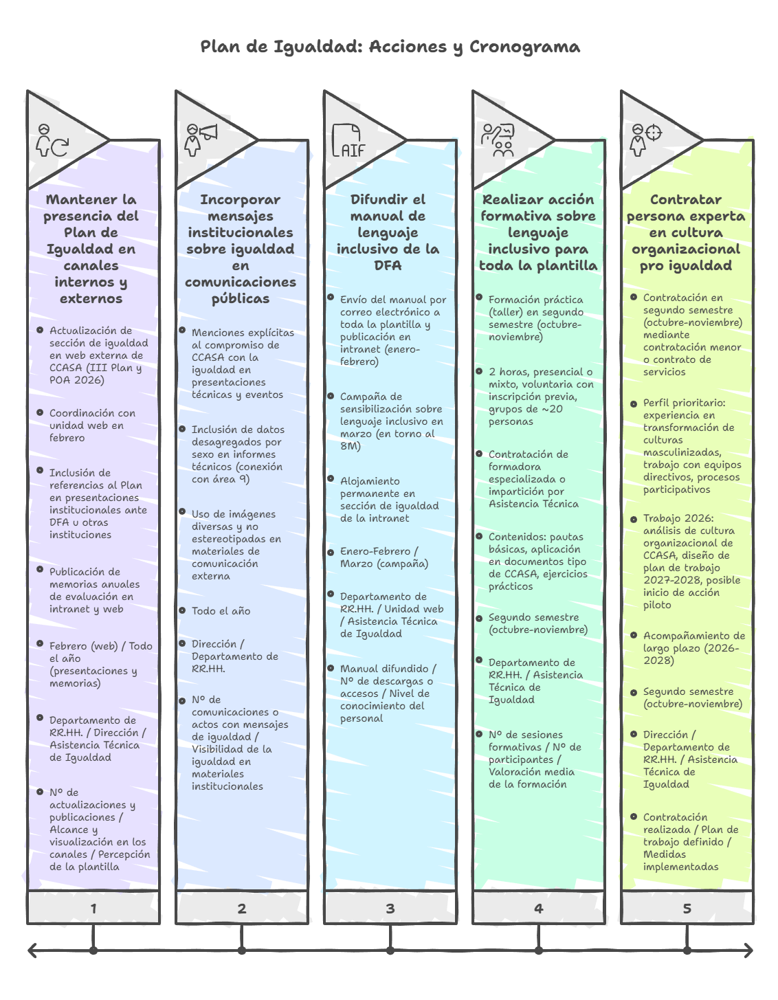 Plan de Igualdad: Acciones y Cronograma
Mantener la
presencia del
Plan de
Igualdad en
canales
internos y
externos
Actualización de
sección de igualdad
en web externa de
CCASA (III Plan y
POA 2026)
Coordinación con
unidad web en
febrero
Inclusión de
referencias al Plan
en presentaciones
institucionales ante
DFA u otras
instituciones
Publicación de
memorias anuales
de evaluación en
intranet y web
Febrero (web) / Todo
el año
(presentaciones y
memorias)
Departamento de
RR.HH. / Dirección /
Asistencia Técnica
de Igualdad
Nº de
actualizaciones y
publicaciones /
Alcance y
visualización en los
canales / Percepción
de la plantilla
1
Incorporar
mensajes
institucionales
sobre igualdad
en
comunicaciones
públicas
Menciones explícitas
al compromiso de
CCASA con la
igualdad en
presentaciones
técnicas y eventos
Inclusión de datos
desagregados por
sexo en informes
técnicos (conexión
con área 9)
Uso de imágenes
diversas y no
estereotipadas en
materiales de
comunicación
externa
Todo el año
Dirección /
Departamento de
RR.HH.
Nº de
comunicaciones o
actos con mensajes
de igualdad /
Visibilidad de la
igualdad en
materiales
institucionales
2
AIF
Difundir el
manual de
lenguaje
inclusivo de la
DFA
Envío del manual por
correo electrónico a
toda la plantilla y
publicación en
intranet (enero-
febrero)
Campaña de
sensibilización sobre
lenguaje inclusivo en
marzo (en torno al
8M)
Alojamiento
permanente en
sección de igualdad
de la intranet
Enero-Febrero /
Marzo (campaña)
Departamento de
RR.HH. / Unidad web
/ Asistencia Técnica
de Igualdad
Manual difundido /
Nº de descargas o
accesos / Nivel de
conocimiento del
personal
3
Realizar acción
formativa sobre
lenguaje
inclusivo para
toda la plantilla
Formación práctica
(taller) en segundo
semestre (octubre-
noviembre)
2 horas, presencial o
mixto, voluntaria con
inscripción previa,
grupos de ~20
personas
Contratación de
formadora
especializada o
impartición por
Asistencia Técnica
Contenidos: pautas
básicas, aplicación
en documentos tipo
de CCASA, ejercicios
prácticos
Segundo semestre
(octubre-noviembre)
Departamento de
RR.HH. / Asistencia
Técnica de
Igualdad
Nº de sesiones
formativas / Nº de
participantes /
Valoración media
de la formación
4
Contratar
persona experta
en cultura
organizacional
pro igualdad
Contratación en
segundo semestre
(octubre-noviembre)
mediante
contratación menor
o contrato de
servicios
Perfil prioritario:
experiencia en
transformación de
culturas
masculinizadas,
trabajo con equipos
directivos, procesos
participativos
Trabajo 2026:
análisis de cultura
organizacional de
CCASA, diseño de
plan de trabajo
2027-2028, posible
inicio de acción
piloto
Acompañamiento de
largo plazo (2026-
2028)
Segundo semestre
(octubre-noviembre)
Dirección /
Departamento de
RR.HH. / Asistencia
Técnica de
Igualdad
Contratación
realizada / Plan de
trabajo definido /
Medidas
implementadas
5